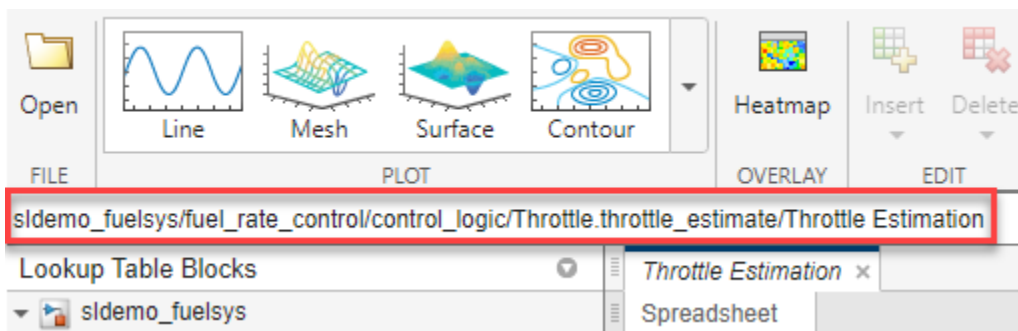 Open
Line
Mesh
Surface
Contour
Heatmap
Insert
Delete
FILE
PLOT
OVERLAY
EDIT
sldemo_fuelsys/fuel_rate_control/control_logic/Throttle.throttle_estimate/Throttle Estimation
Lookup Table Blocks
Throttle Estimation ×
sldemo_fuelsys
Spreadsheet